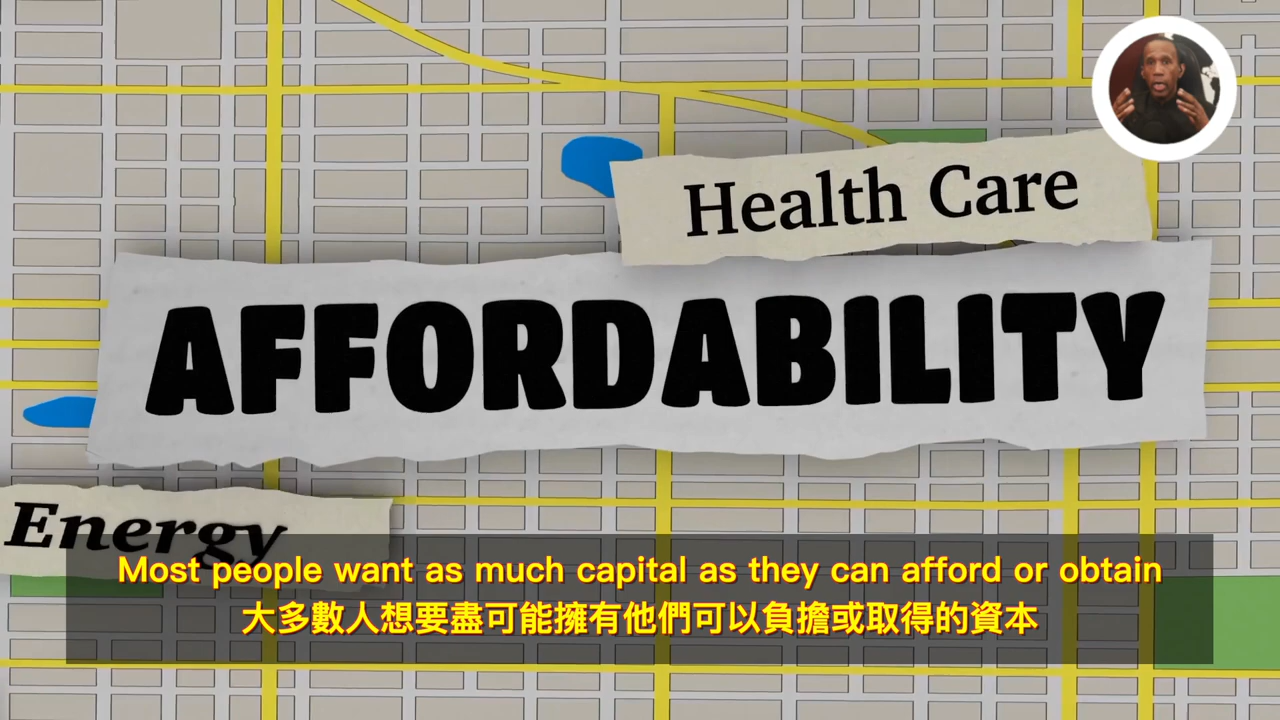 Health Care
AFFORDABILITY
Energy
Most people want as much capital as they can afford or obtain
大多數人想要盡可能擁有他們可以負擔或取得的資本